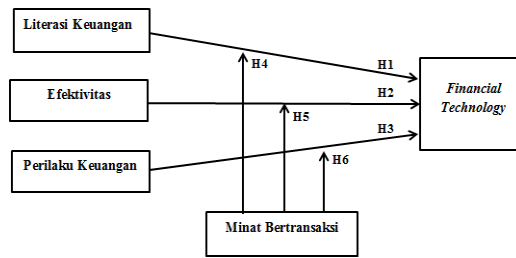 Literasi Keuangan
H1
H4
Efektivitas
H2
Financial
Technology
H5
H3
Perilaku Keuangan
H6
Minat Bertransaksi